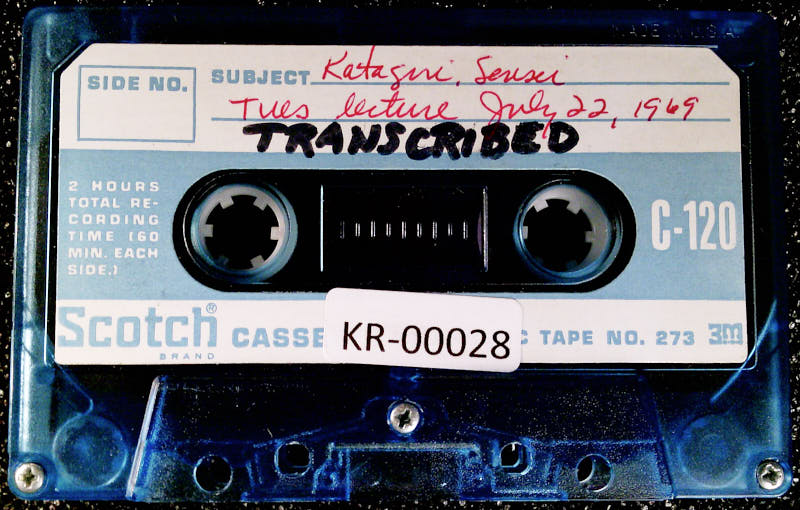 MADE IN U.S.A.
SIDE NO.
SUBJECT Katagiri, Sensei
Tues lecture July 22, 1969
TRANSCRIBED
2 HOURS
TOTAL RE-
CORDING
TIME (60
MIN. EACH
SIDE.)
C-120
Scotch®
BRAND
CASSE
KR-00028
C TAPE NO. 273 3M